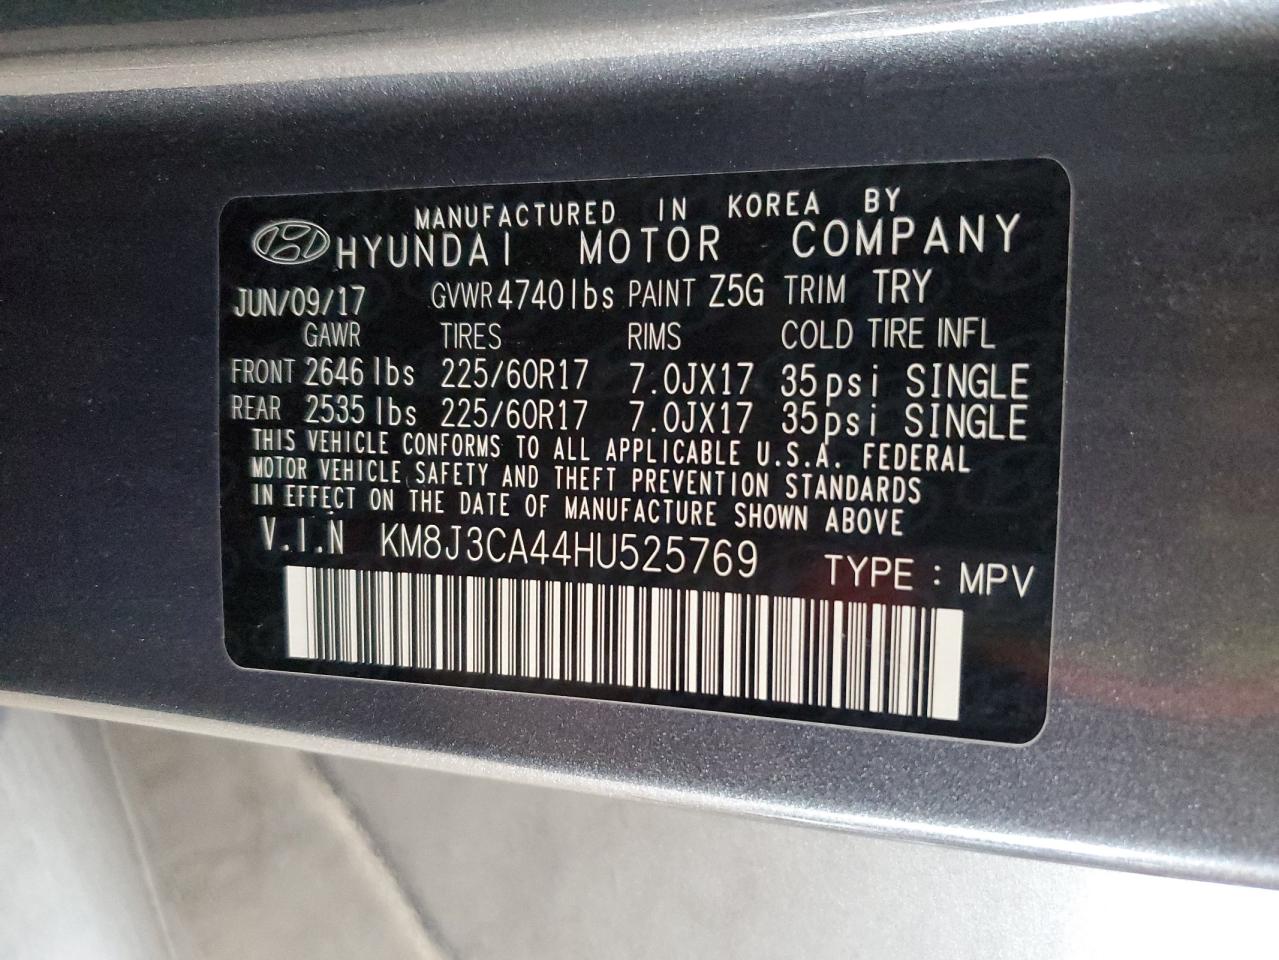 MANUFACTURED IN KOREA BY
HYUNDAI MOTOR COMPANY
JUN/09/17 GVWR 4740lbs PAINT Z5G TRIM TRY
GAWR TIRES RIMS COLD TIRE INFL
FRONT 2646 lbs 225/60R17 7.0JX17 35psi SINGLE
REAR 2535 lbs 225/60R17 7.0JX17 35psi SINGLE
THIS VEHICLE CONFORMS TO ALL APPLICABLE U.S.A. FEDERAL
MOTOR VEHICLE SAFETY AND THEFT PREVENTION STANDARDS
IN EFFECT ON THE DATE OF MANUFACTURE SHOWN ABOVE
V.I.N KM8J3CA44HU525769 TYPE : MPV